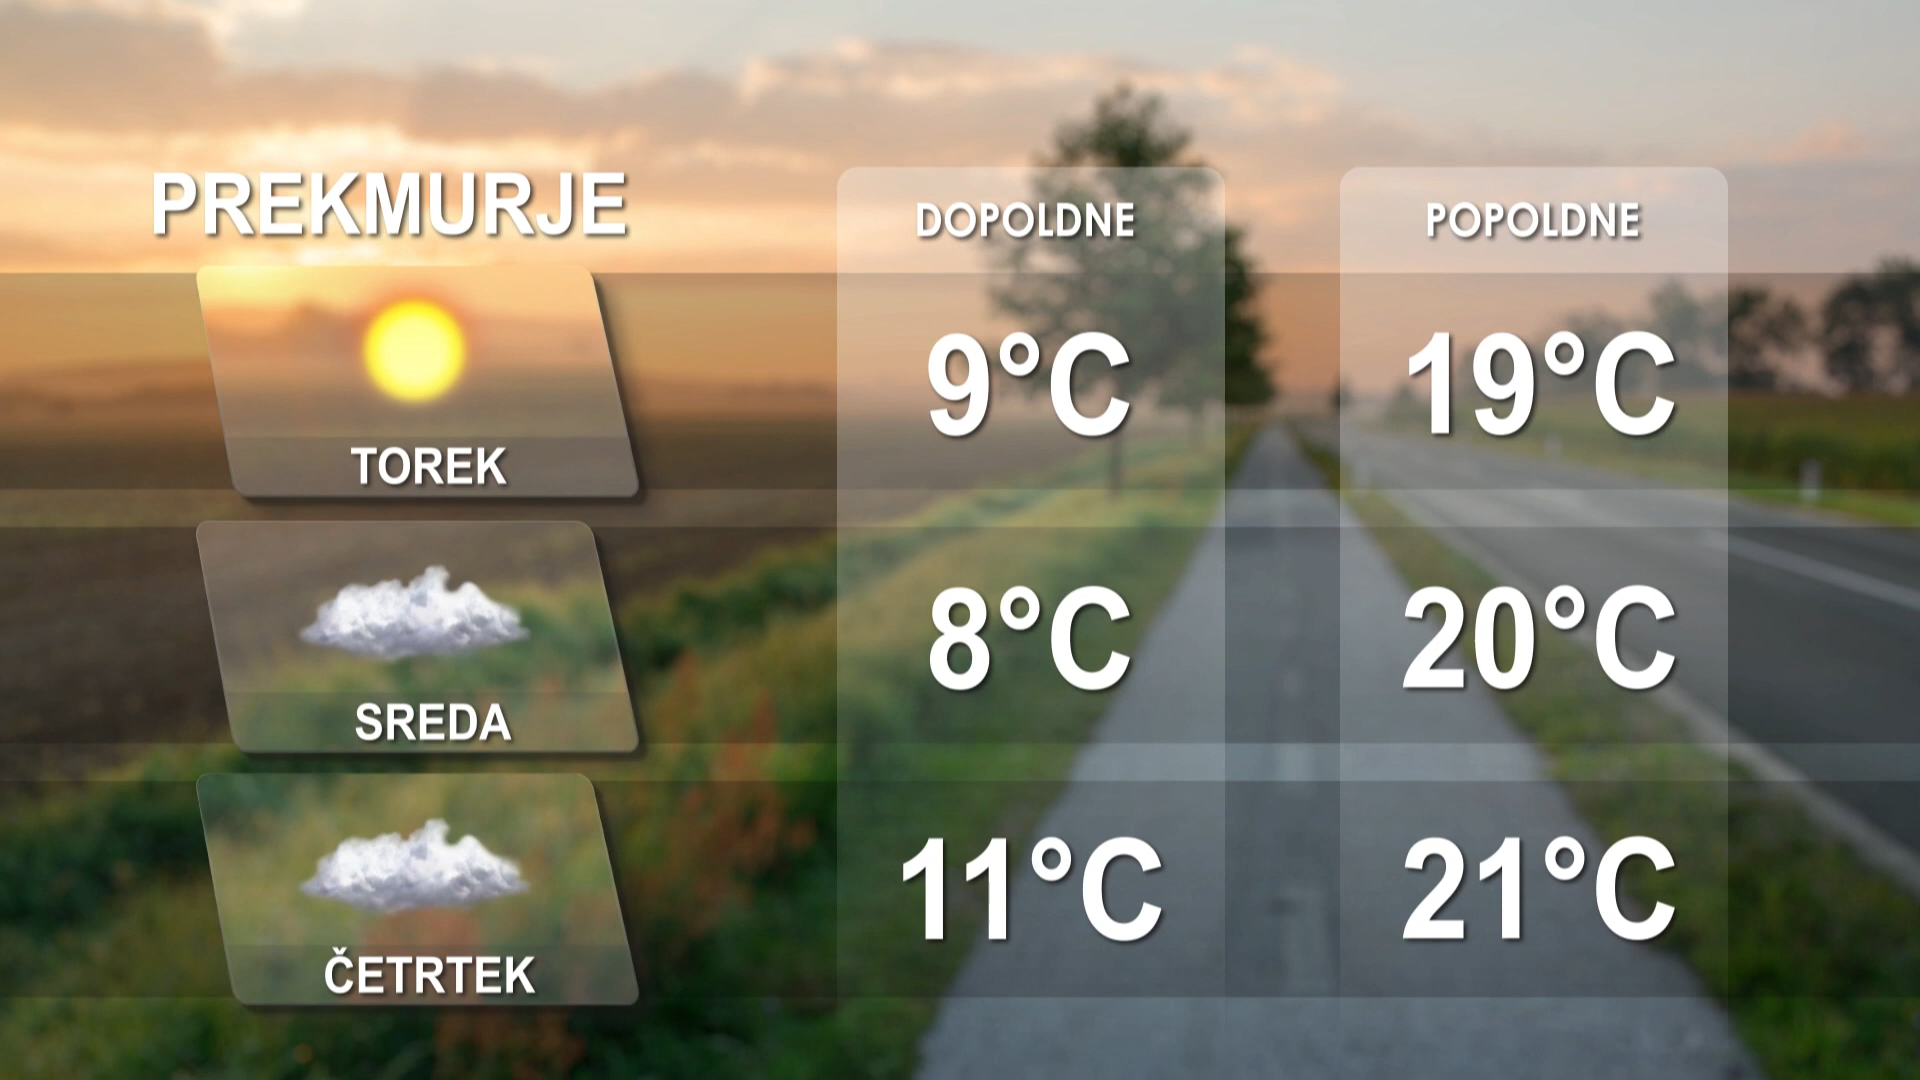 PREKMURJE
DOPOLDNE
POPOLDNE
TOREK
9°C
19°C
SREDA
8°C
20°C
ČETRTEK
11°C
21°C